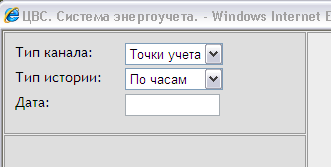 ЦВС. Система энергоучета. - Windows Internet E
Тип канала: Точки учета
Тип истории: По часам
Дата: